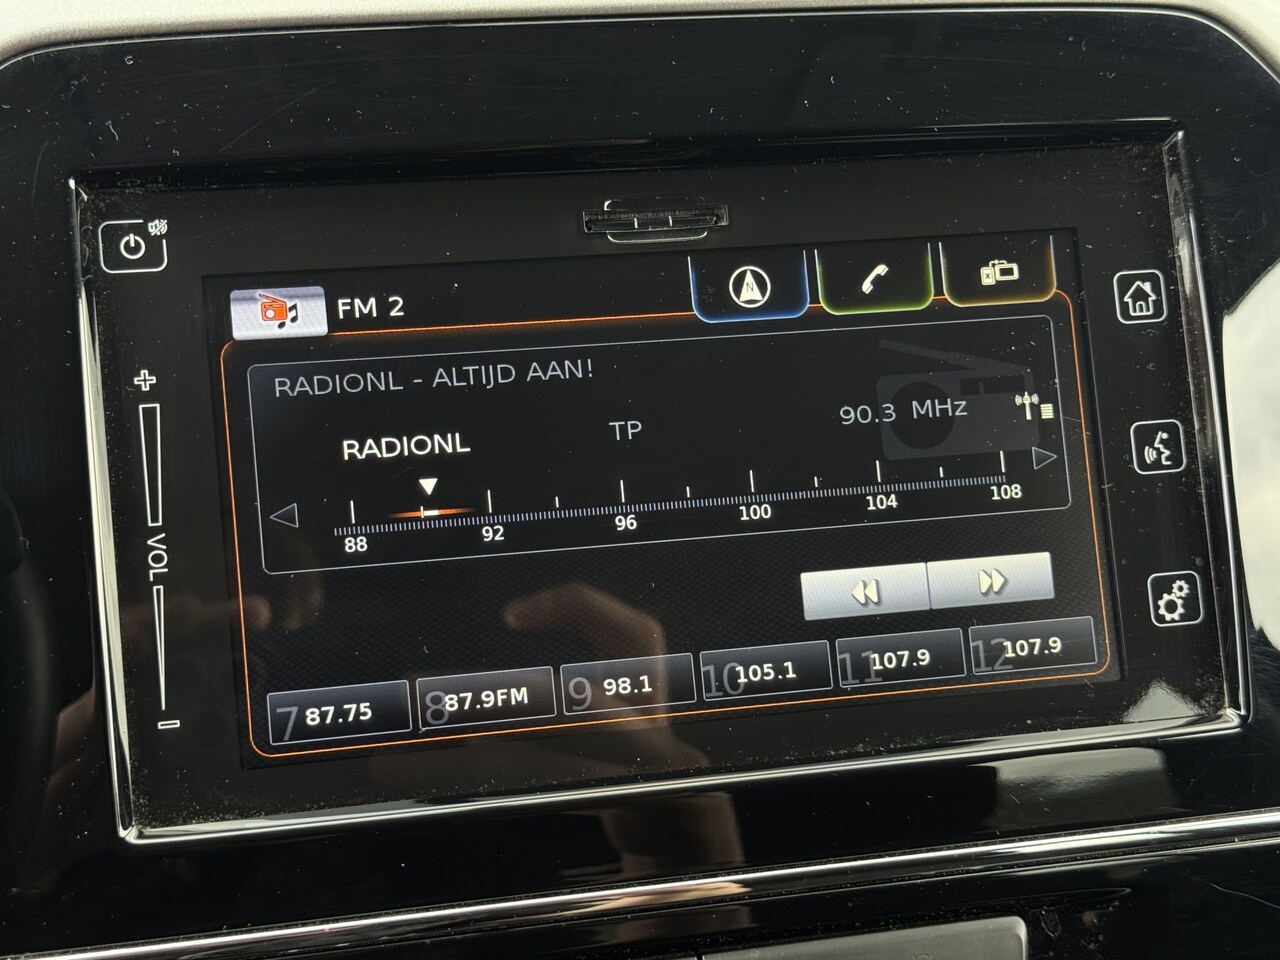 FM 2
N
RADIONL - ALTIJD AAN!
RADIONL TP 90.3 MHz
88 92 96 100 104 108
VOL
7 87.75 8 87.9FM 9 98.1 10 105.1 11 107.9 12 107.9